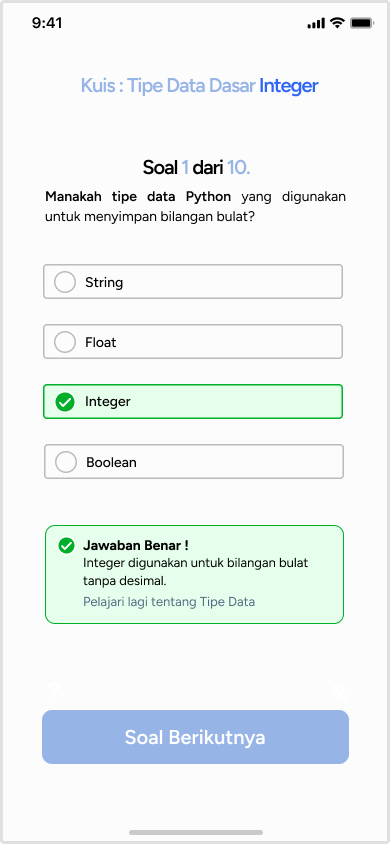 9:41
Kuis : Tipe Data Dasar Integer
Soal 1 dari 10.
Manakah tipe data Python yang digunakan
untuk menyimpan bilangan bulat?
String
Float
Integer
Boolean
Jawaban Benar !
Integer digunakan untuk bilangan bulat
tanpa desimal.
Pelajari lagi tentang Tipe Data
Soal Berikutnya